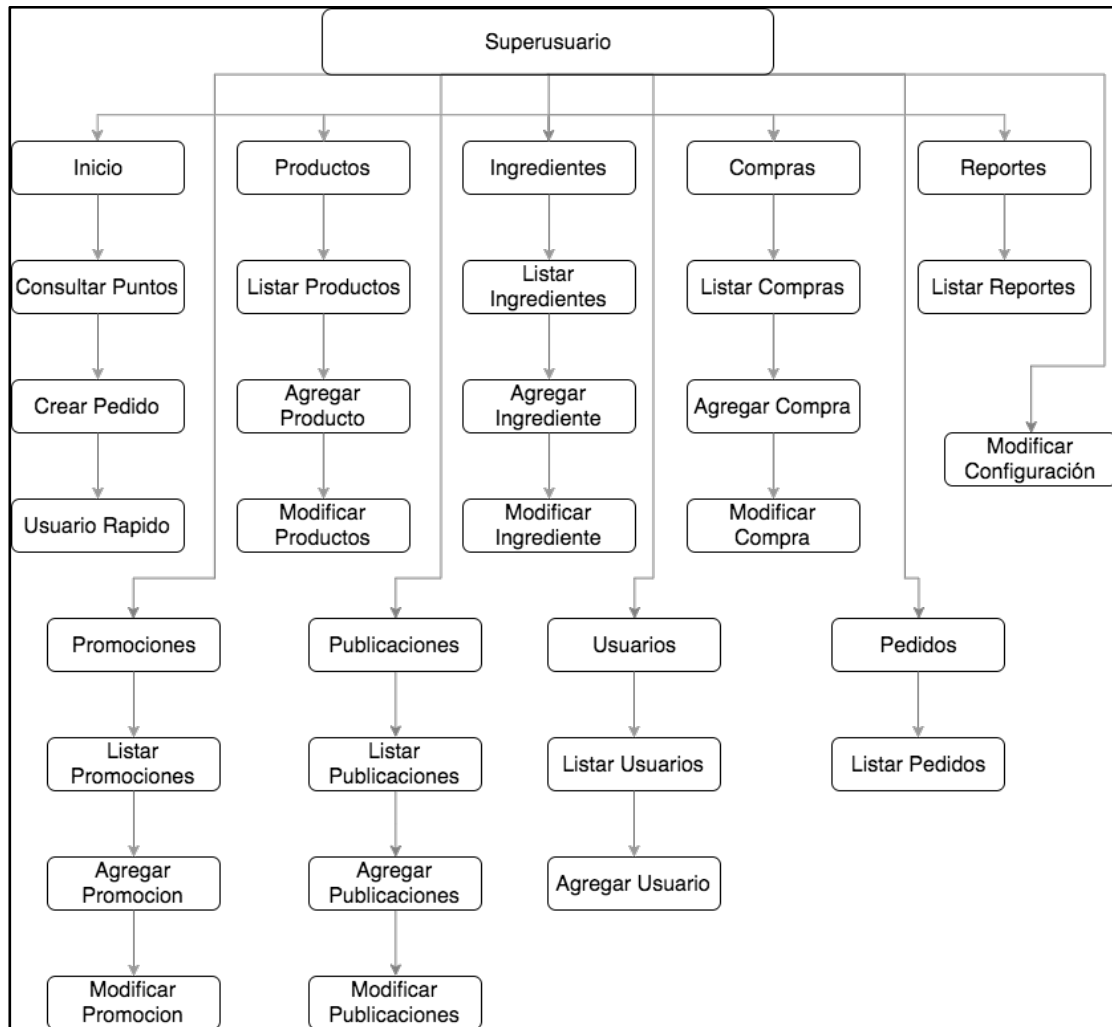 Superusuario
Inicio
Productos
Ingredientes
Compras
Reportes
Consultar Puntos
Listar Productos
Listar
Ingredientes
Listar Compras
Listar Reportes
Crear Pedido
Agregar
Producto
Agregar
Ingrediente
Agregar Compra
Modificar
Configuración
Usuario Rapido
Modificar
Productos
Modificar
Ingrediente
Modificar
Compra
Promociones
Publicaciones
Usuarios
Pedidos
Listar
Promociones
Listar
Publicaciones
Listar Usuarios
Listar Pedidos
Agregar
Promocion
Agregar
Publicaciones
Agregar Usuario
Modificar
Promocion
Modificar
Publicaciones